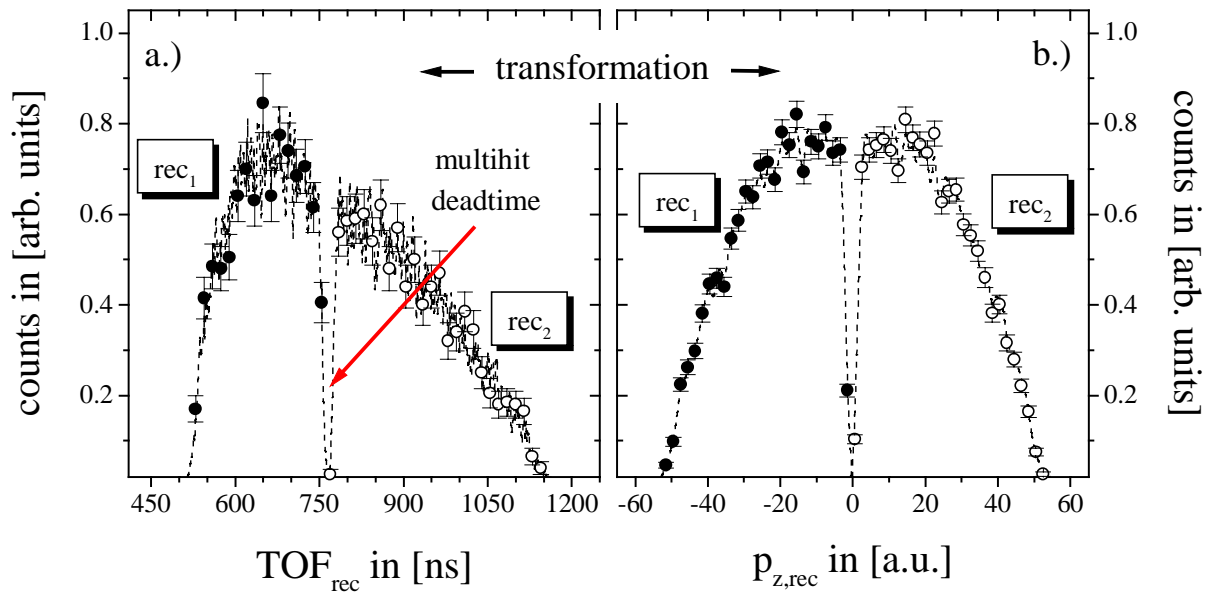 a.)
transformation
b.)
1.0
0.8
0.6
0.4
0.2
counts in [arb. units]
rec1
multihit
deadtime
rec2
450 600 750 900 1050 1200
TOFrec in [ns]
rec1
rec2
-60 -40 -20 0 20 40 60
pz,rec in [a.u.]
1.0
0.8
0.6
0.4
0.2
counts in [arb. units]